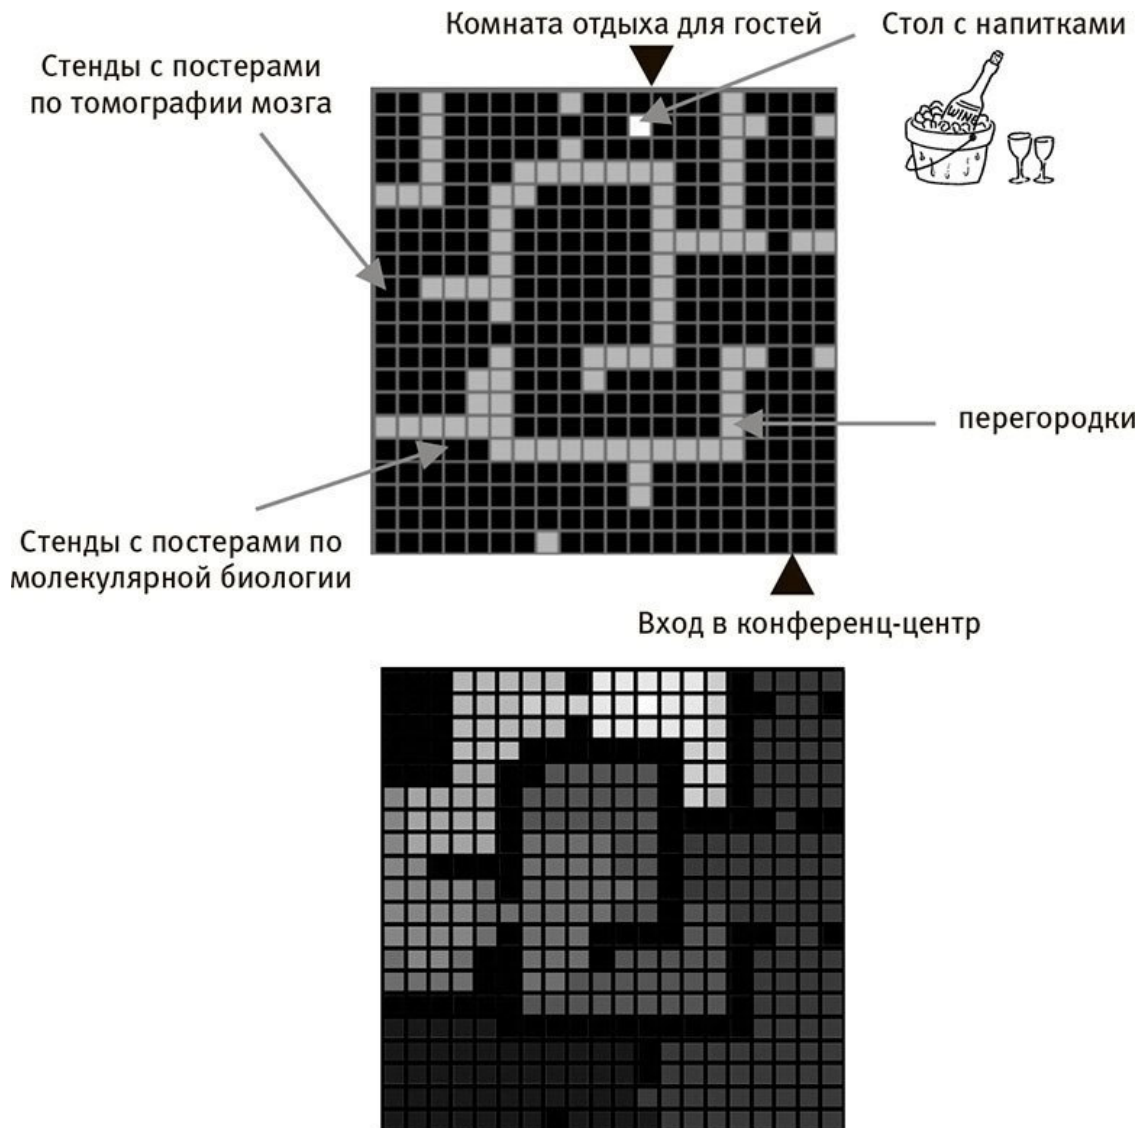 Комната отдыха для гостей
Стол с напитками
Стенды с постерами
по томографии мозга
WINE
перегородки
Стенды с постерами по
молекулярной биологии
Вход в конференц-центр